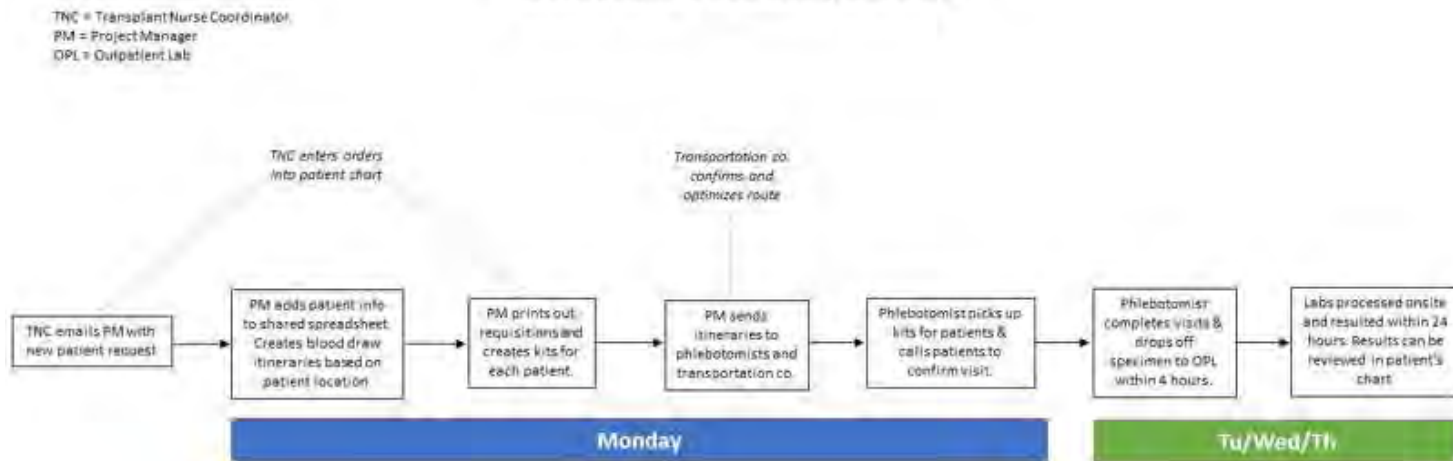 TNC = Transplant Nurse Coordinator
PM = Project Manager
OPL = Outpatient Lab
TNC enters orders
into patient chart
Transportation co.
confirms and
optimizes route
TNC emails PM with
new patient request
PM adds patient info
to shared spreadsheet.
Creates blood draw
itineraries based on
patient location
PM prints out
requisitions and
creates kits for
each patient.
PM sends
itineraries to
phlebotomists and
transportation co.
Phlebotomist picks up
kits for patients &
calls patients to
confirm visit.
Phlebotomist
completes visits &
drops off
specimen to OPL
within 4 hours.
Labs processed onsite
and resulted within 24
hours. Results can be
reviewed in patient's
chart
Monday
Tu/Wed/Th